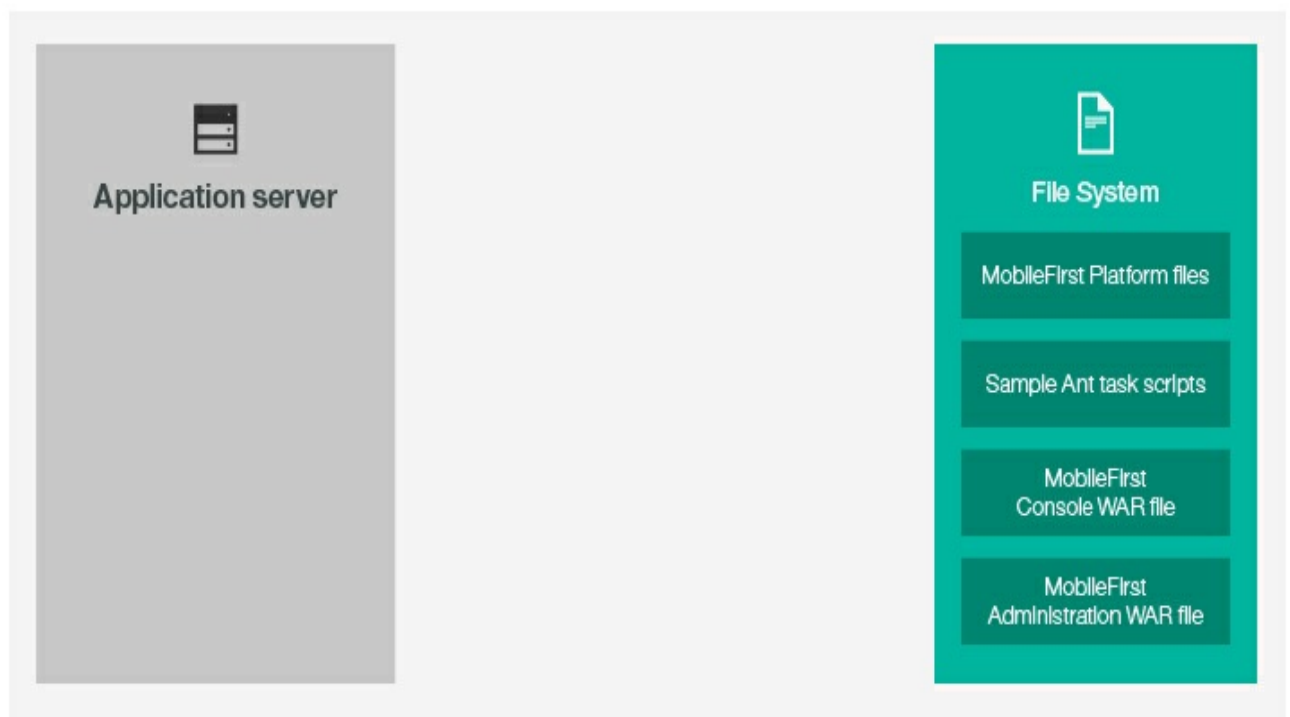 Application server
File System
MobileFirst Platform files
Sample Ant task scripts
MobileFirst
Console WAR file
MobileFirst
Administration WAR file